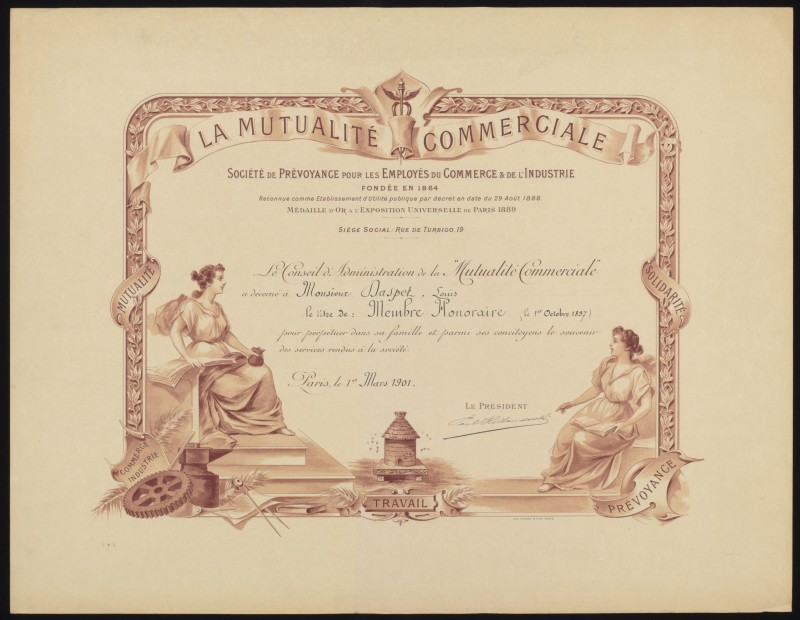 LA MUTUALITÉ COMMERCIALE
SOCIÉTÉ DE PRÉVOYANCE POUR LES EMPLOYÉS DU COMMERCE & DE L'INDUSTRIE
FONDÉE EN 1864
Reconnue comme Etablissement d'Utilité publique par décret en date du 29 Août 1888.
MÉDAILLE D'OR À L'EXPOSITION UNIVERSELLE DE PARIS 1889
SIÈGE SOCIAL: RUE DE TURBIGO, 19
MUTUALITÉ
SOLIDARITÉ
Le Conseil d'Administration de la "Mutualité Commerciale"
a décerné à Monsieur Daspet, Louis
le titre de: Membre Honoraire (le 1er Octobre 1897)
pour perpétuer dans sa famille et parmi ses concitoyens le souvenir
des services rendus à la société.
Paris, le 1er Mars 1901.
LE PRÉSIDENT
COMMERCE
INDUSTRIE
TRAVAIL
PRÉVOYANCE